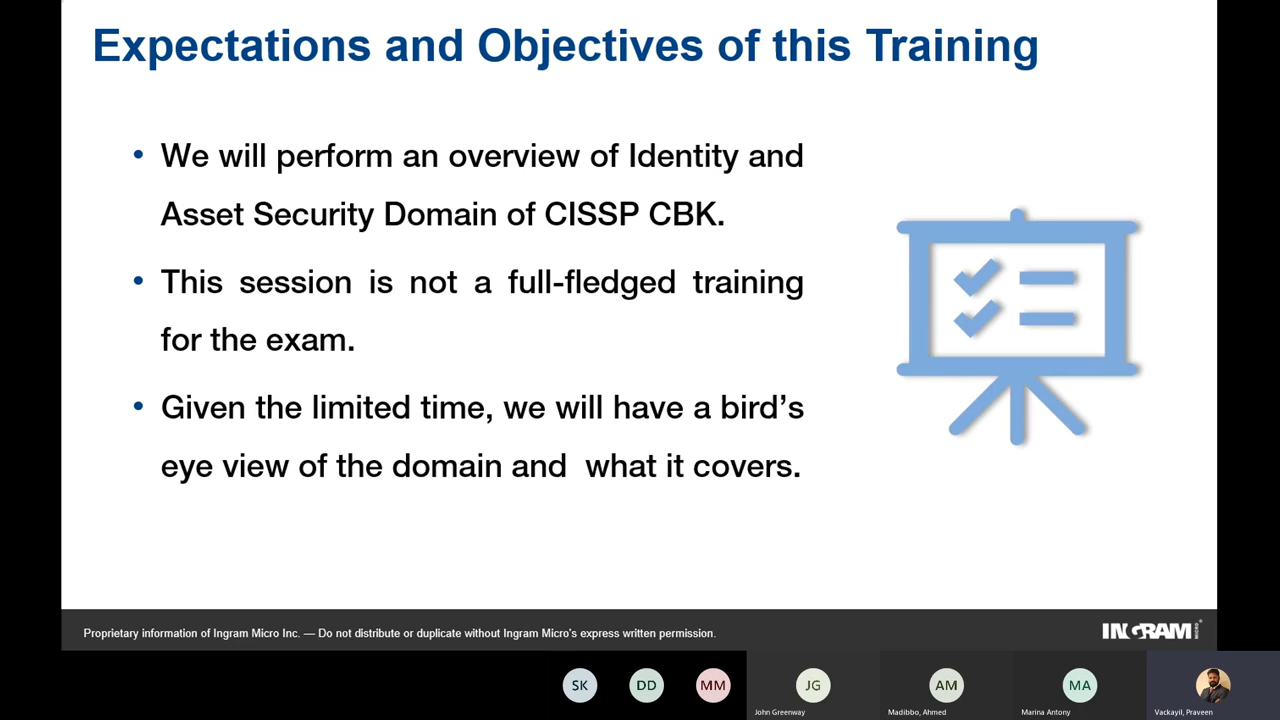 Expectations and Objectives of this Training
• We will perform an overview of Identity and
Asset Security Domain of CISSP CBK.
• This session is not a full-fledged training
for the exam.
• Given the limited time, we will have a bird’s
eye view of the domain and  what it covers.
Proprietary information of Ingram Micro Inc. — Do not distribute or duplicate without Ingram Micro's express written permission.
INGRAM MICRO
SK
DD
MM
JG
AM
MA
John Greenway
Madibbo, Ahmed
Marina Antony
Vackayil, Praveen